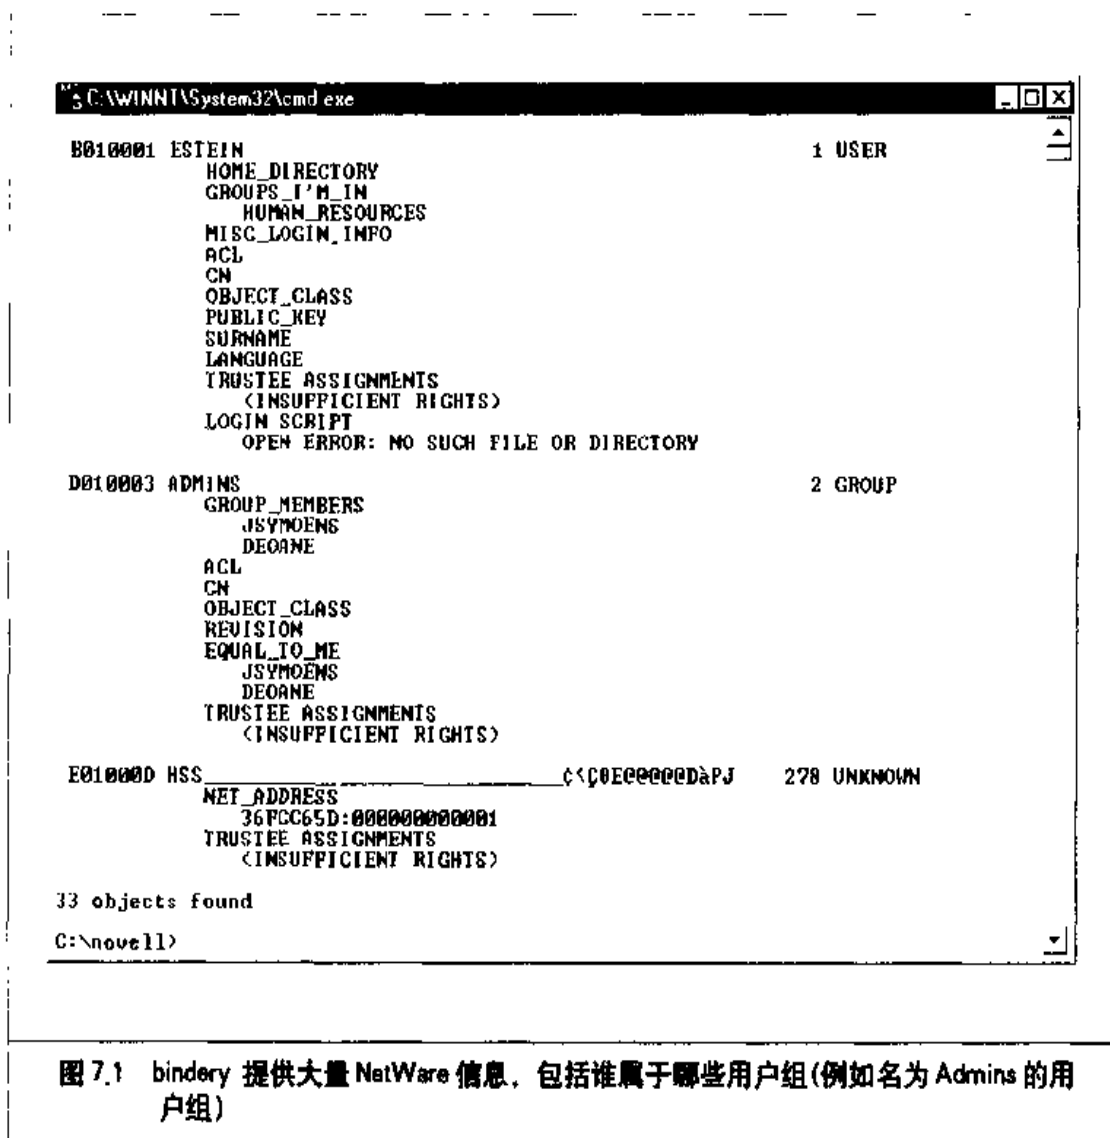 C:\WINNT\System32\cmd exe
B010001 ESTEIN 1 USER
HOME_DIRECTORY
GROUPS_I'M_IN
HUMAN_RESOURCES
MISC_LOGIN_INFO
ACL
CN
OBJECT_CLASS
PUBLIC_KEY
SURNAME
LANGUAGE
TRUSTEE ASSIGNMENTS
(INSUFFICIENT RIGHTS)
LOGIN SCRIPT
OPEN ERROR: NO SUCH FILE OR DIRECTORY
D010003 ADMINS 2 GROUP
GROUP_MEMBERS
JSYMOENS
DEOANE
ACL
CN
OBJECT_CLASS
REVISION
EQUAL_TO_ME
JSYMOENS
DEOANE
TRUSTEE ASSIGNMENTS
(INSUFFICIENT RIGHTS)
E01000D HSS 278 UNKNOWN
NET_ADDRESS
36FCC65D:000000000001
TRUSTEE ASSIGNMENTS
(INSUFFICIENT RIGHTS)
33 objects found
C:\novell>
图 7.1 bindery 提供大量 NetWare 信息，包括谁属于哪些用户组(例如名为 Admins 的用
户组)